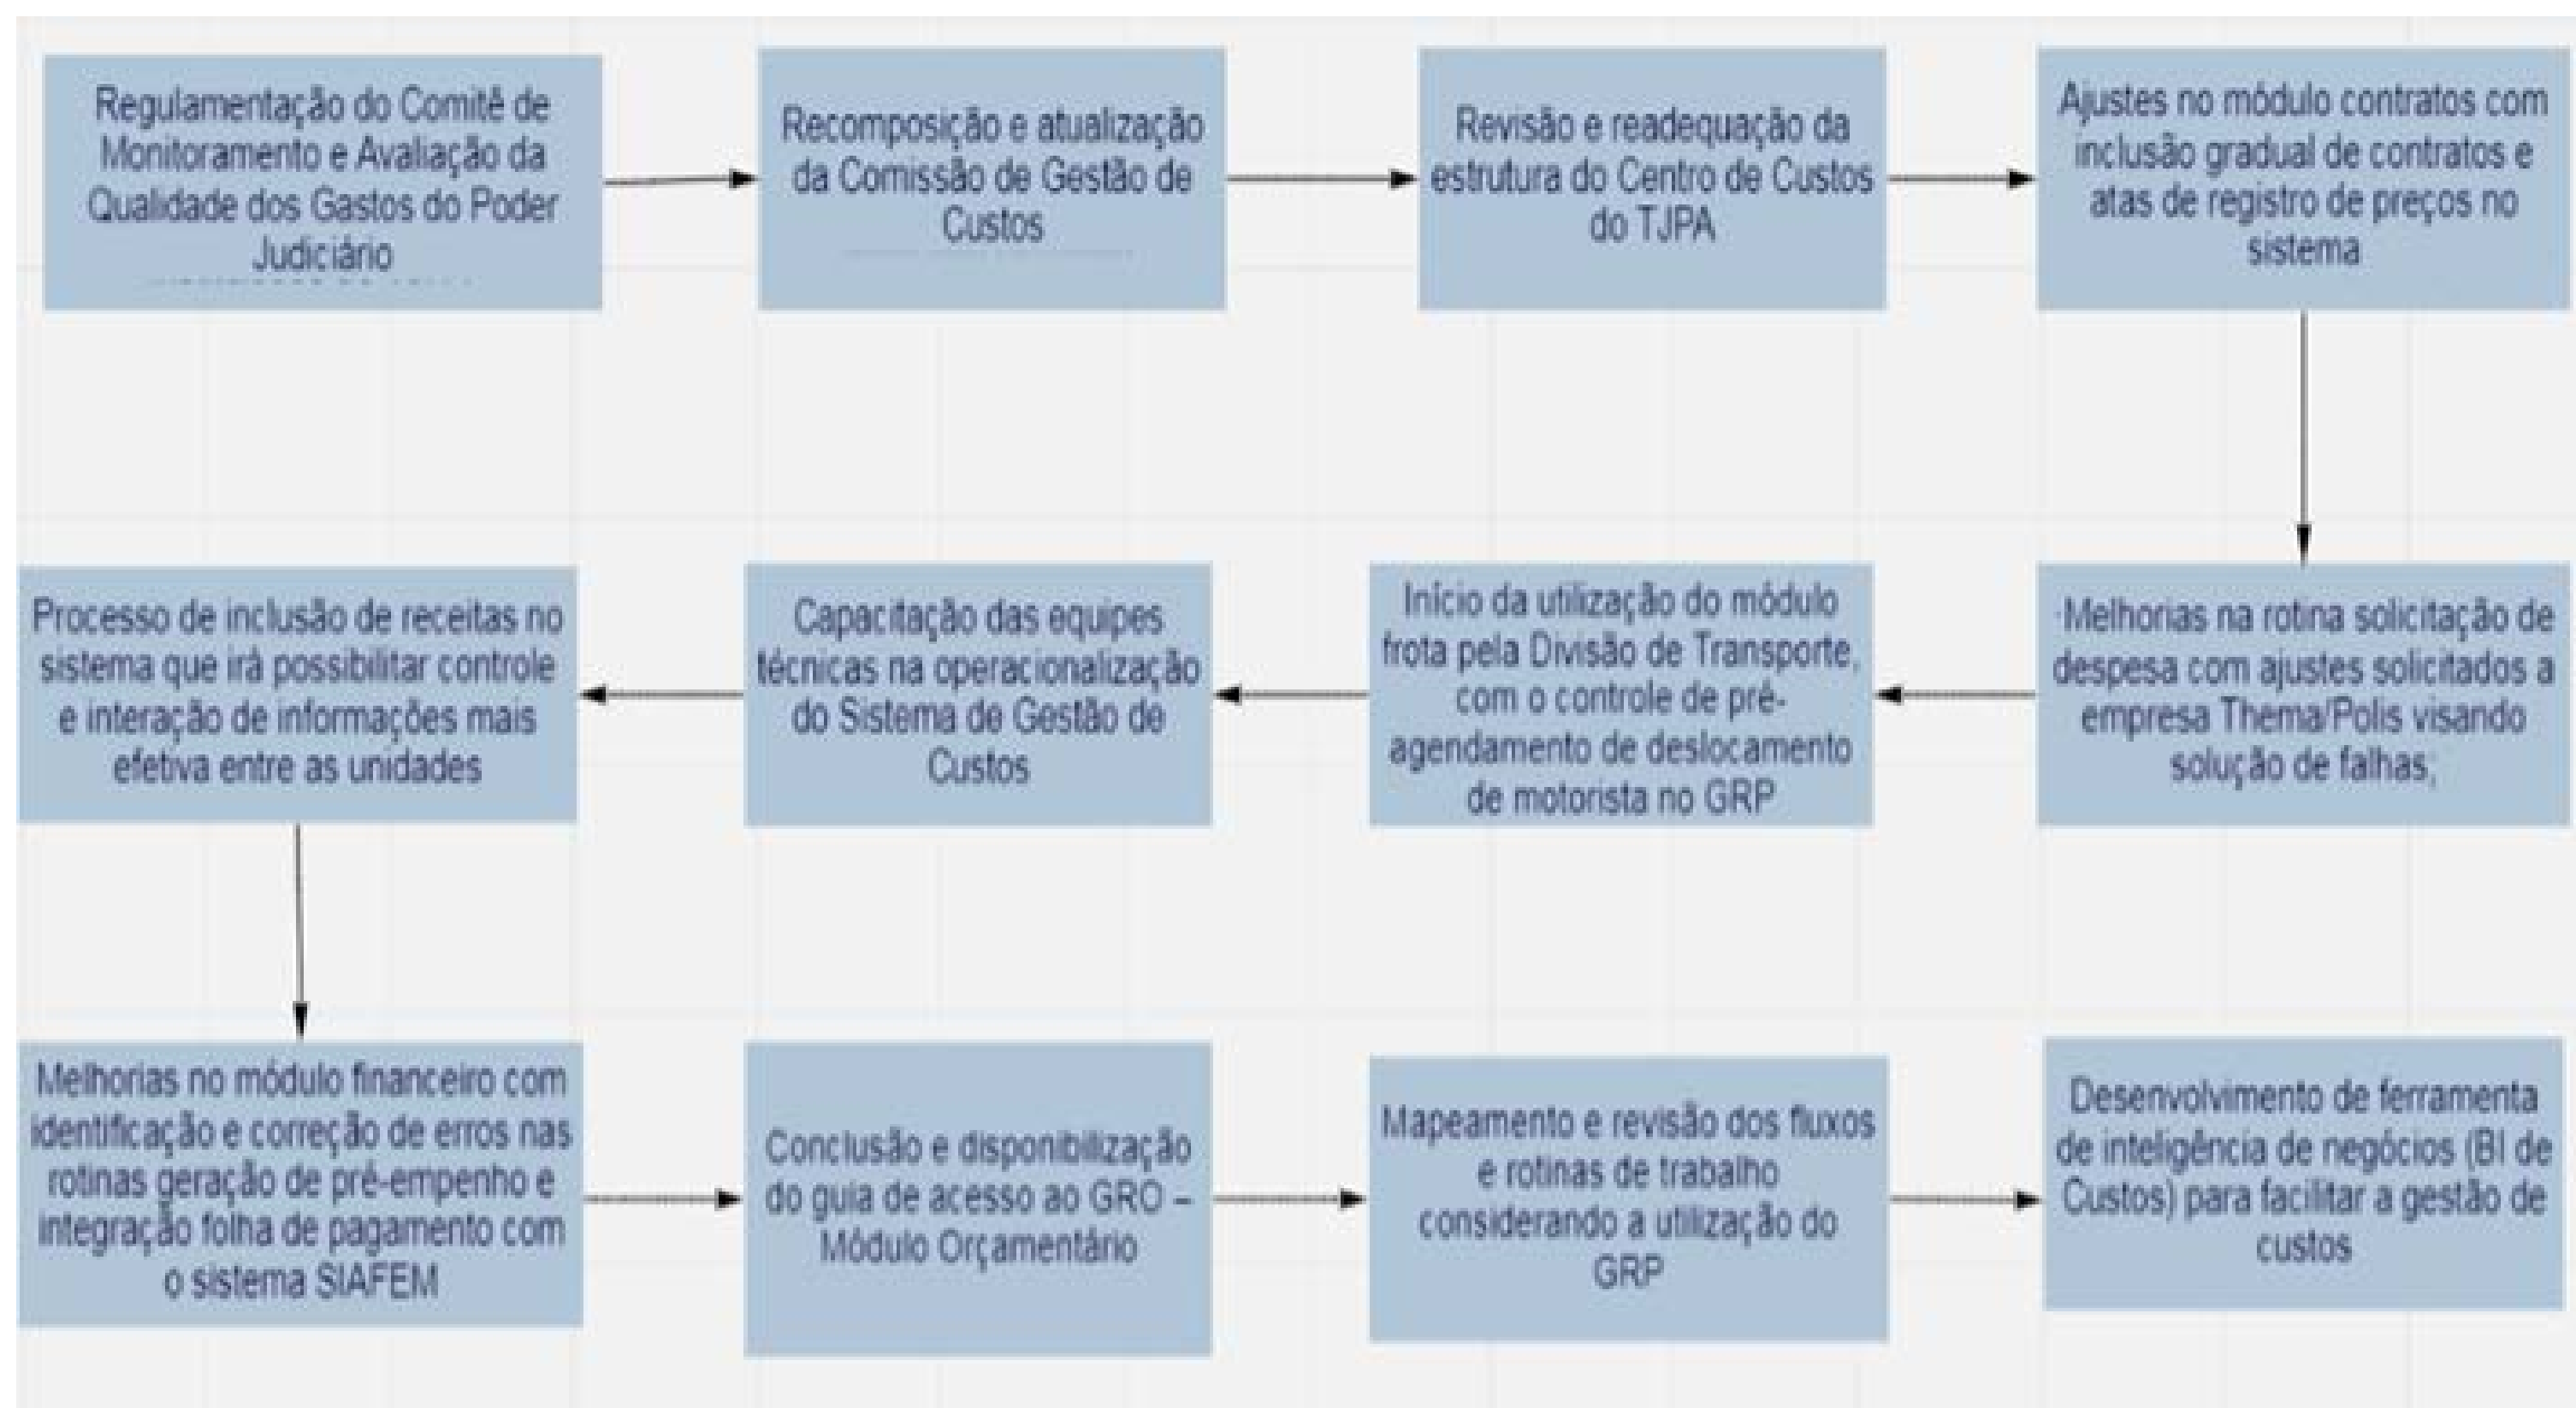 Regulamentação do Comitê de
Monitoramento e Avaliação da
Qualidade dos Gastos do Poder
Judiciário
Recomposição e atualização
da Comissão de Gestão de
Custos
Revisão e readequação da
estrutura do Centro de Custos
do TJPA
Ajustes no módulo contratos com
inclusão gradual de contratos e
atas de registro de preços no
sistema
·Melhorias na rotina solicitação de
despesa com ajustes solicitados a
empresa Thema/Polis visando
solução de falhas;
Início da utilização do módulo
frota pela Divisão de Transporte,
com o controle de pré-
agendamento de deslocamento
de motorista no GRP
Capacitação das equipes
técnicas na operacionalização
do Sistema de Gestão de
Custos
Processo de inclusão de receitas no
sistema que irá possibilitar controle
e interação de informações mais
efetiva entre as unidades
Melhorias no módulo financeiro com
identificação e correção de erros nas
rotinas geração de pré-empenho e
integração folha de pagamento com
o sistema SIAFEM
Conclusão e disponibilização
do guia de acesso ao GRO –
Módulo Orçamentário
Mapeamento e revisão dos fluxos
e rotinas de trabalho
considerando a utilização do
GRP
Desenvolvimento de ferramenta
de inteligência de negócios (BI de
Custos) para facilitar a gestão de
custos